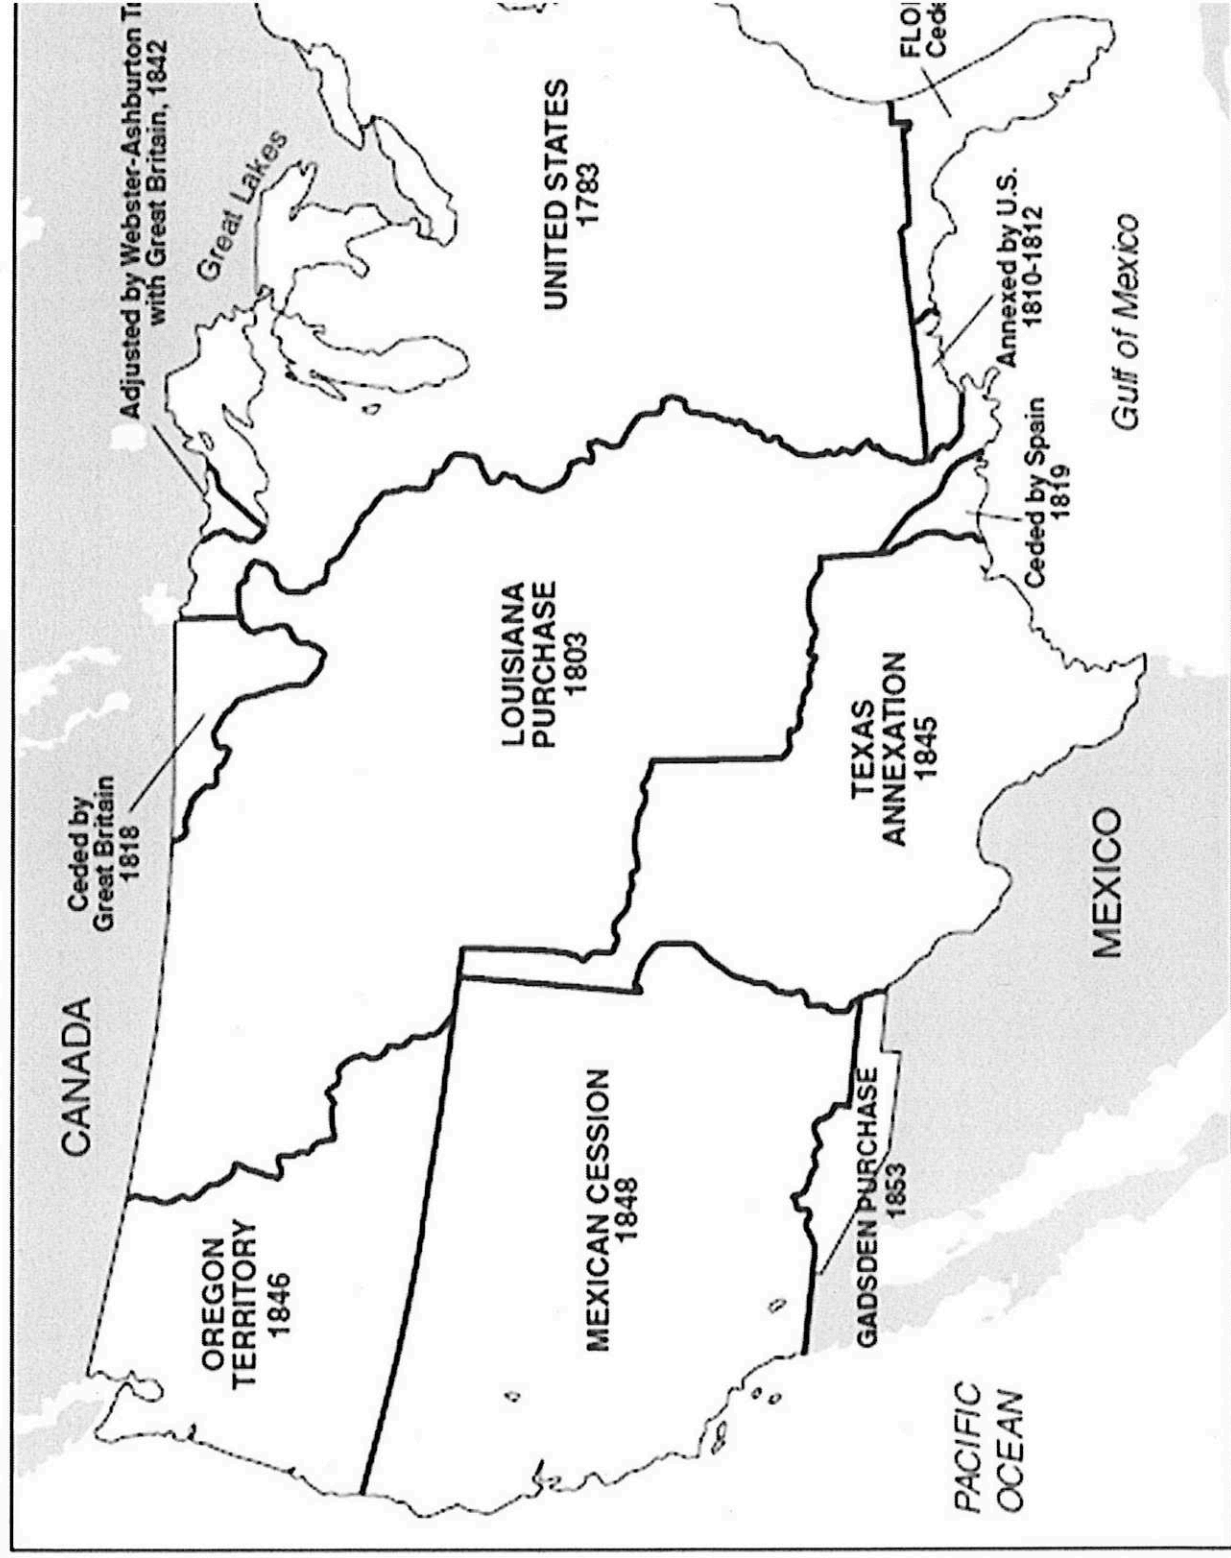 CANADA
Ceded by
Great Britain
1818
Adjusted by Webster-Ashburton
with Great Britain, 1842
Great Lakes
OREGON
TERRITORY
1846
LOUISIANA
PURCHASE
1803
UNITED STATES
1783
MEXICAN CESSION
1848
TEXAS
ANNEXATION
1845
GADSDEN PURCHASE
1853
Ceded by Spain
1819
Annexed by U.S.
1810-1812
PACIFIC
OCEAN
MEXICO
Gulf of Mexico